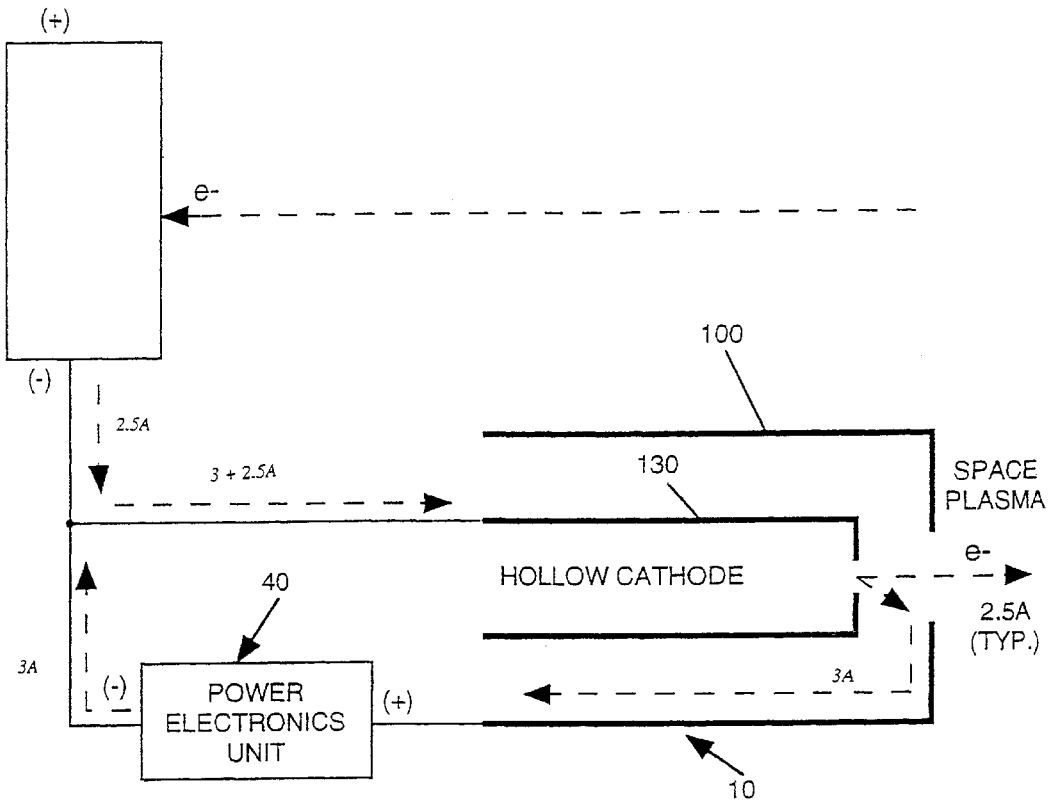 (+)
e-
(-)
2.5A
3 + 2.5A
100
130
SPACE
PLASMA
HOLLOW CATHODE
e-
2.5A
(TYP.)
40
3A
(-)
POWER
ELECTRONICS
UNIT
(+)
3A
10